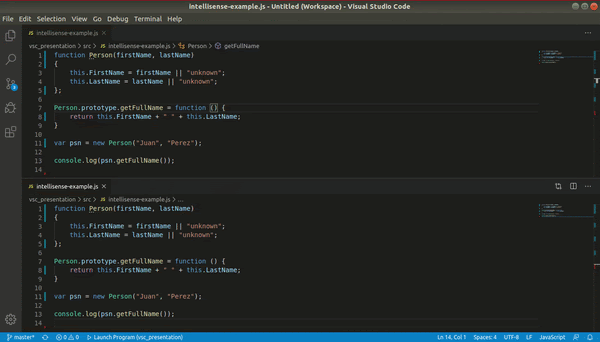 intellisense-example.js - Untitled (Workspace) - Visual Studio Code
File Edit Selection View Go Debug Terminal Help
JS intellisense-example.js
vsc_presentation > src > JS intellisense-example.js > Person > getFullName
1 function Person(firstName, lastName)
2 {
3 this.FirstName = firstName || "unknown";
4 this.LastName = lastName || "unknown";
5 };
6
7 Person.prototype.getFullName = function () {
8 return this.FirstName + " " + this.LastName;
9 }
10
11 var psn = new Person("Juan", "Perez");
12
13 console.log(psn.getFullName());
14
JS intellisense-example.js ×
vsc_presentation > src > JS intellisense-example.js > ...
1 function Person(firstName, lastName)
2 {
3 this.FirstName = firstName || "unknown";
4 this.LastName = lastName || "unknown";
5 };
6
7 Person.prototype.getFullName = function () {
8 return this.FirstName + " " + this.LastName;
9 }
10
11 var psn = new Person("Juan", "Perez");
12
13 console.log(psn.getFullName());
14
master* 0 0 Launch Program (vsc_presentation) Ln 14, Col 1 Spaces: 4 UTF-8 LF JavaScript